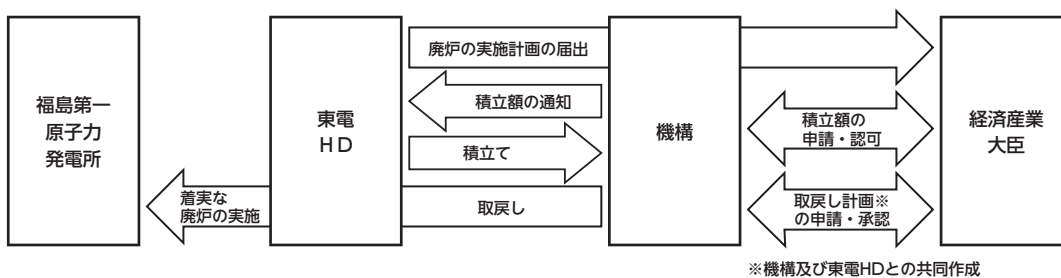 福島第一
原子力
発電所
東電
HD
機構
経済産業
大臣
廃炉の実施計画の届出
積立額の通知
積立て
取戻し
着実な
廃炉の実施
積立額の
申請・認可
取戻し計画※
の申請・承認
※機構及び東電HDとの共同作成